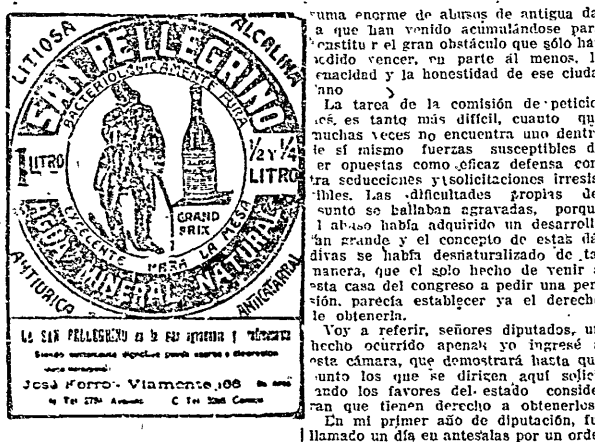 LITIOSA
ALCALINA
SAN PELLEGRINO
BACTERIOLOGICAMENTE PURA
1 LITRO
½ Y ¼
LITRO
GRAND
PRIX
EXCELENTE PARA LA MESA
AGUA MINERAL NATURAL
ANTIURICA
ANTICATARRAL
LA SAN PELLEGRINO es la
José Forro - Viamonte
Tel
C. T.
suma enorme de abusos de antigua da
a que han venido acumulándose par
constitu r el gran obstáculo que sólo ha
podido vencer, en parte al menos, l
enacidad y la honestidad de ese ciuda
ano
La tarea de la comisión de peticio
es, es tanto más difícil, cuanto qu
muchas veces no encuentra uno dentr
de sí mismo fuerzas susceptibles d
er opuestas como eficaz defensa con
tra seducciones y solicitaciones irresis
ibles. Las dificultades propias de
sunto se hallaban agravadas, porqu
l abuso había adquirido un desarroll
an grande y el concepto de estas dá
divas se había desnaturalizado de ta
manera, que el solo hecho de venir a
esta casa del congreso a pedir una pen
sión, parecía establecer ya el derech
de obtenerla.
Voy a referir, señores diputados, u
hecho ocurrido apenas yo ingresé a
esta cámara, que demostrará hasta qu
unto los que se dirigen aquí solic
ando los favores del estado conside
ran que tienen derecho a obtenerlos
En mi primer año de diputación, fu
llamado un día en antesalas por un orde